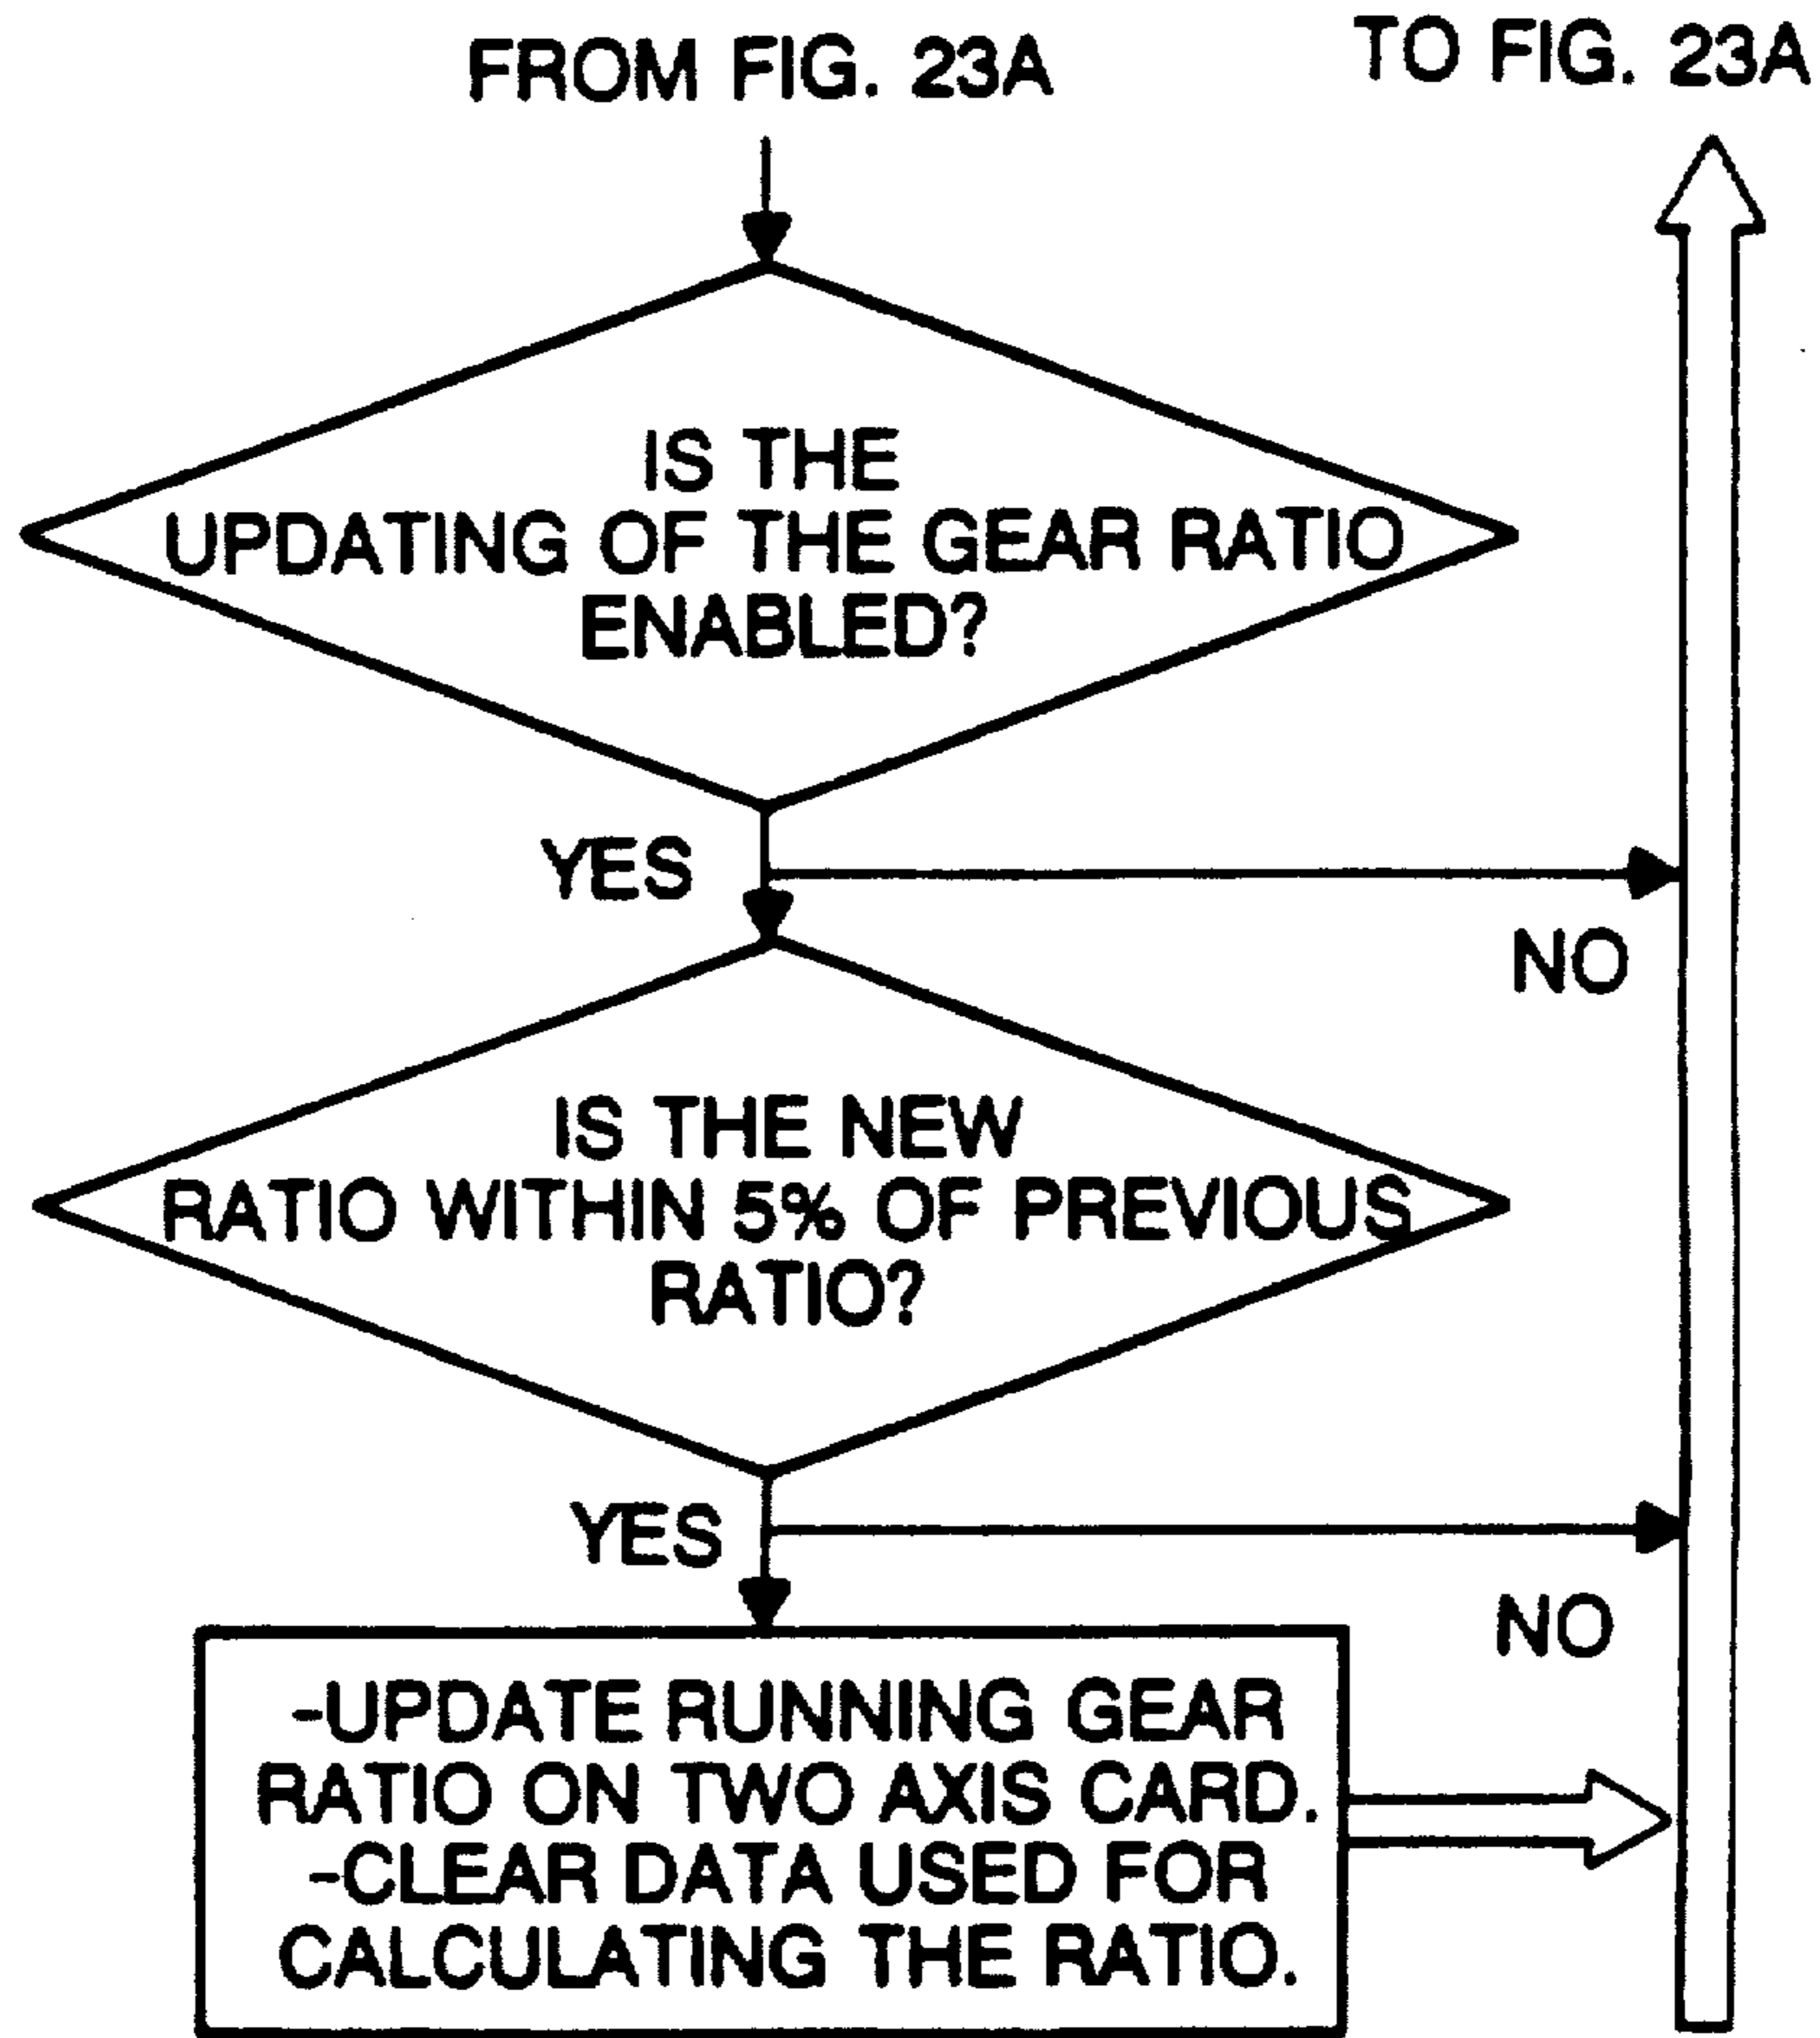 FROM FIG. 23A
TO FIG. 23A
IS THE
UPDATING OF THE GEAR RATIO
ENABLED?
YES
NO
IS THE NEW
RATIO WITHIN 5% OF PREVIOUS
RATIO?
YES
NO
-UPDATE RUNNING GEAR
RATIO ON TWO AXIS CARD.
-CLEAR DATA USED FOR
CALCULATING THE RATIO.